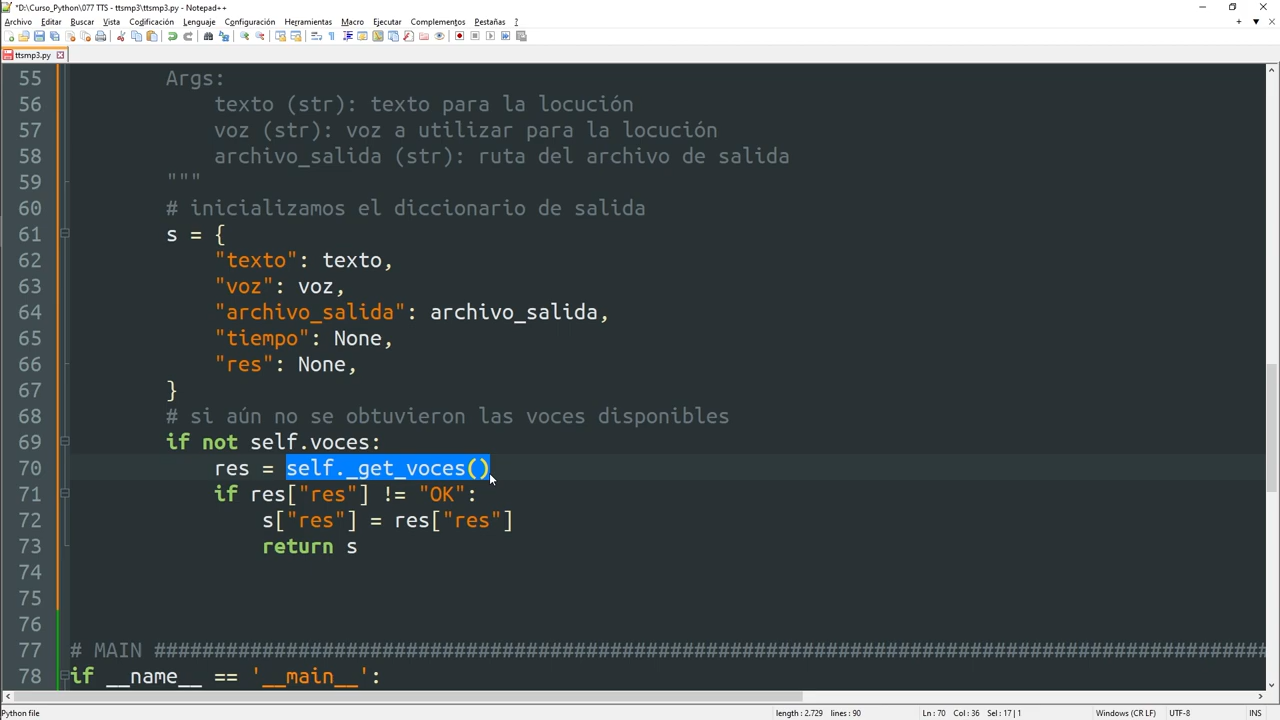 *D:\Curso_Python\077 TTS - ttsmp3\ttsmp3.py - Notepad++
Archivo Editar Buscar Vista Codificación Lenguaje Configuración Herramientas Macro Ejecutar Complementos Pestañas ?
ttsmp3.py
55 Args:
56 texto (str): texto para la locución
57 voz (str): voz a utilizar para la locución
58 archivo_salida (str): ruta del archivo de salida
59 """
60 # inicializamos el diccionario de salida
61 s = {
62 "texto": texto,
63 "voz": voz,
64 "archivo_salida": archivo_salida,
65 "tiempo": None,
66 "res": None,
67 }
68 # si aún no se obtuvieron las voces disponibles
69 if not self.voces:
70 res = self._get_voces()
71 if res["res"] != "OK":
72 s["res"] = res["res"]
73 return s
74
75
76
77 # MAIN ############################################################################################
78 if __name__ == '__main__':
Python file length : 2.729 lines : 90 Ln : 70 Col : 36 Sel : 17 | 1 Windows (CR LF) UTF-8 INS